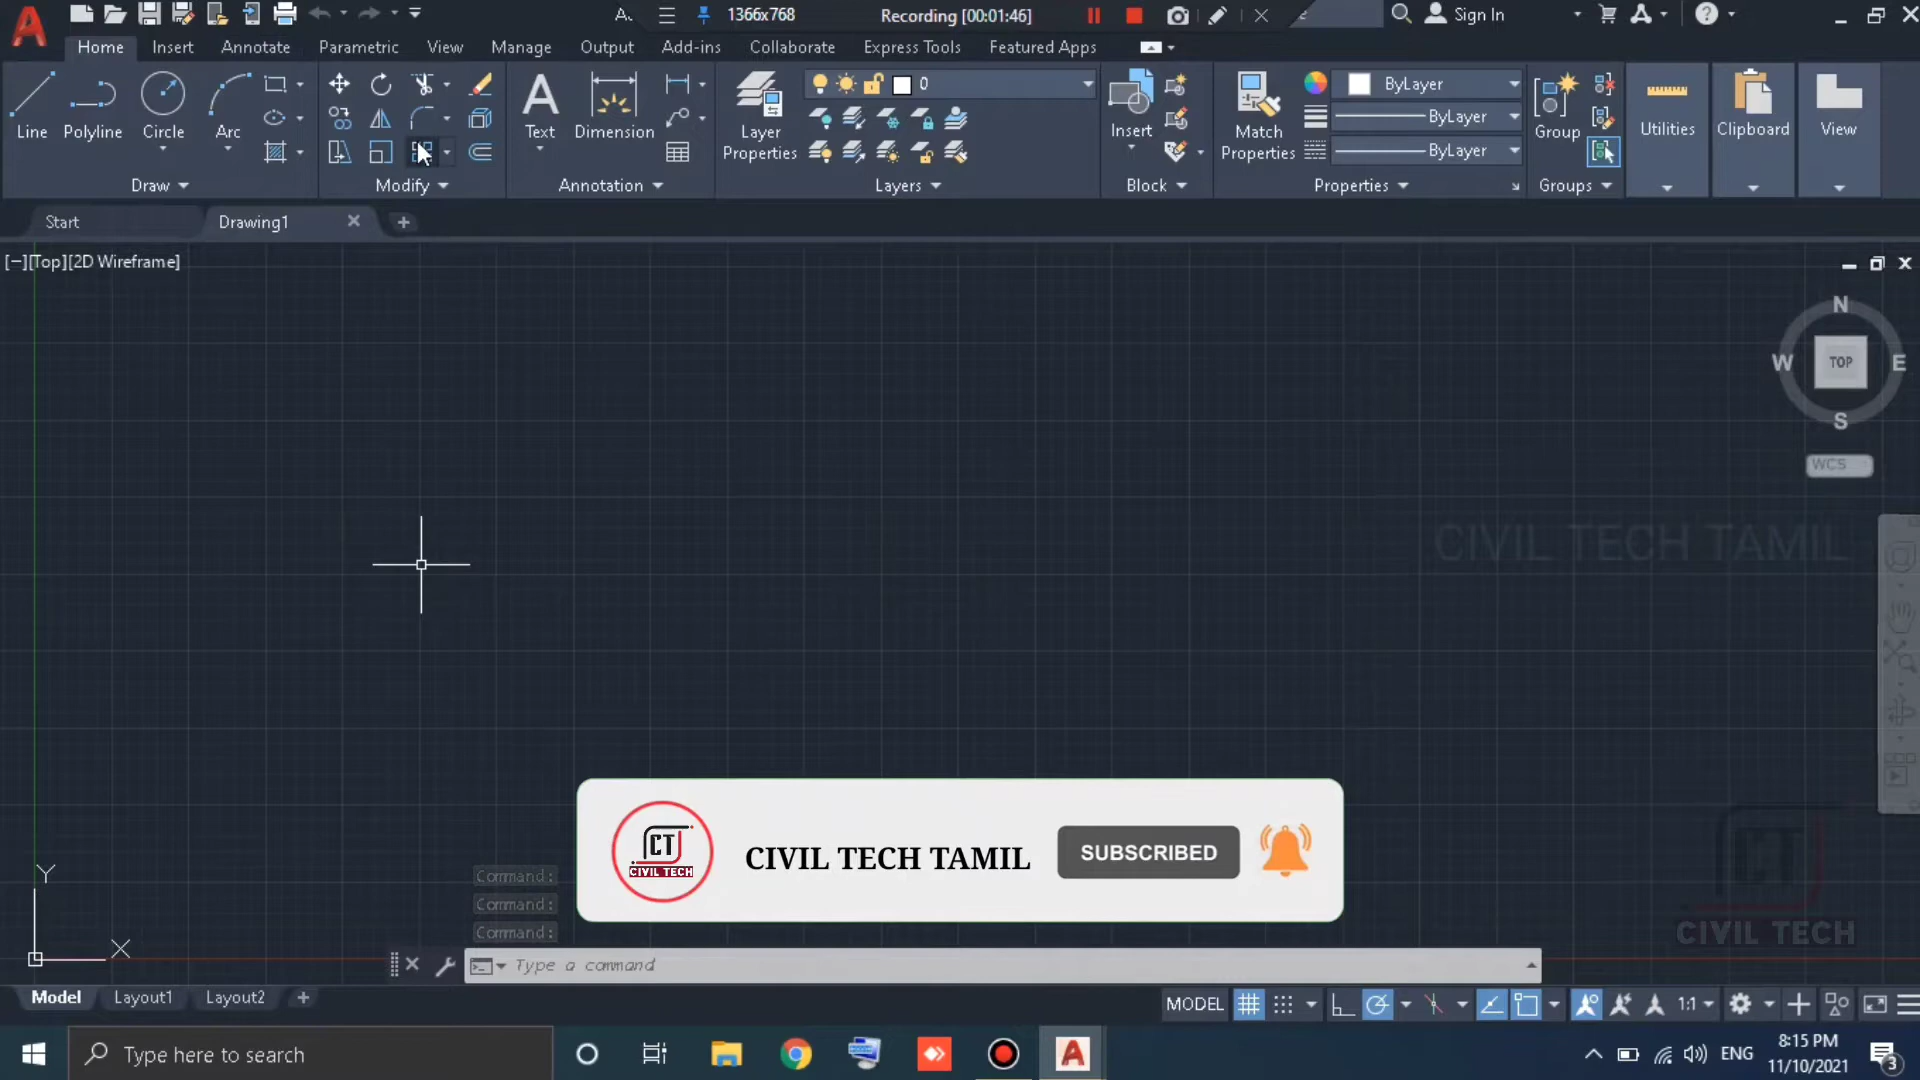 1366x768
Recording [00:01:46]
Sign In
Home
Insert
Annotate
Parametric
View
Manage
Output
Add-ins
Collaborate
Express Tools
Featured Apps
Line
Polyline
Circle
Arc
Text
Dimension
Layer
Properties
0
Insert
Match
Properties
ByLayer
ByLayer
ByLayer
Group
Utilities
Clipboard
View
Draw
Modify
Annotation
Layers
Block
Properties
Groups
Start
Drawing1
[−][Top][2D Wireframe]
N
W
TOP
E
S
WCS
CIVIL TECH TAMIL
CT
CIVIL TECH
CIVIL TECH TAMIL
SUBSCRIBED
Y
X
Command:
Command:
Command:
CT
CIVIL TECH
Type a command
Model
Layout1
Layout2
MODEL
1:1
Type here to search
ENG
8:15 PM
11/10/2021
3